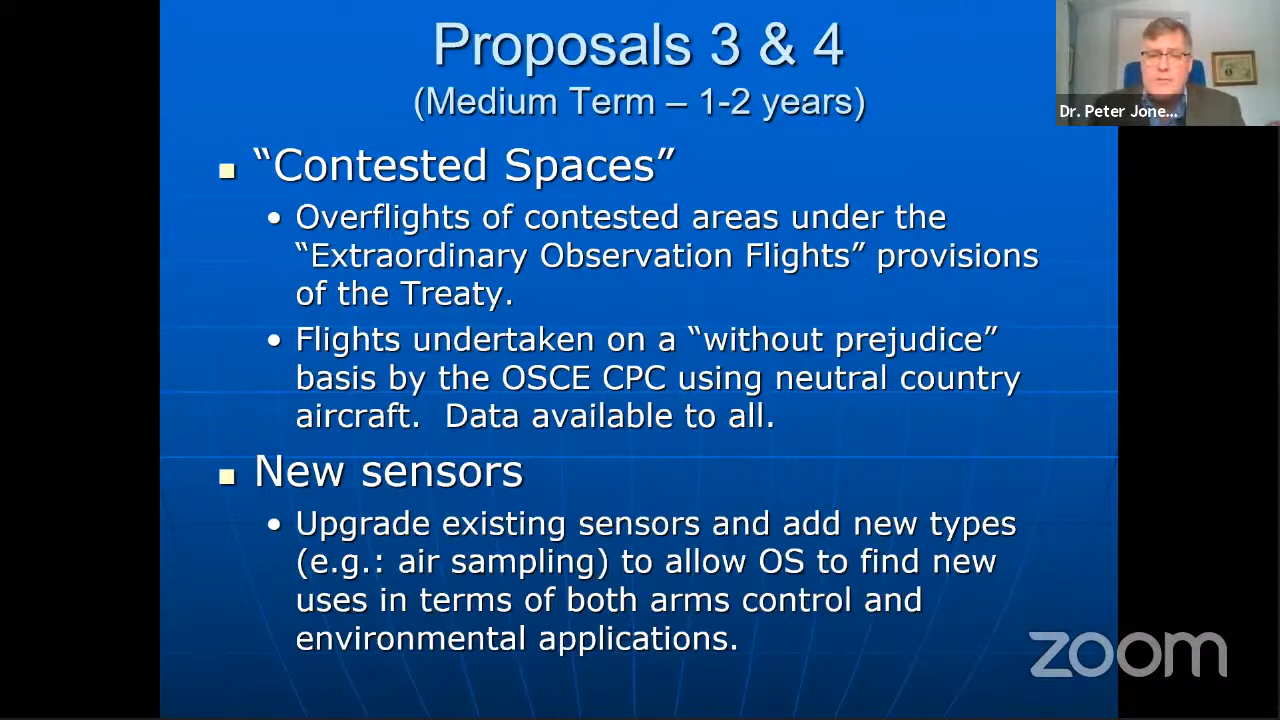 Proposals 3 & 4
(Medium Term – 1-2 years)
Dr. Peter Jone...
“Contested Spaces”
Overflights of contested areas under the
“Extraordinary Observation Flights” provisions
of the Treaty.
Flights undertaken on a “without prejudice”
basis by the OSCE CPC using neutral country
aircraft.  Data available to all.
New sensors
Upgrade existing sensors and add new types
(e.g.: air sampling) to allow OS to find new
uses in terms of both arms control and
environmental applications.
zoom